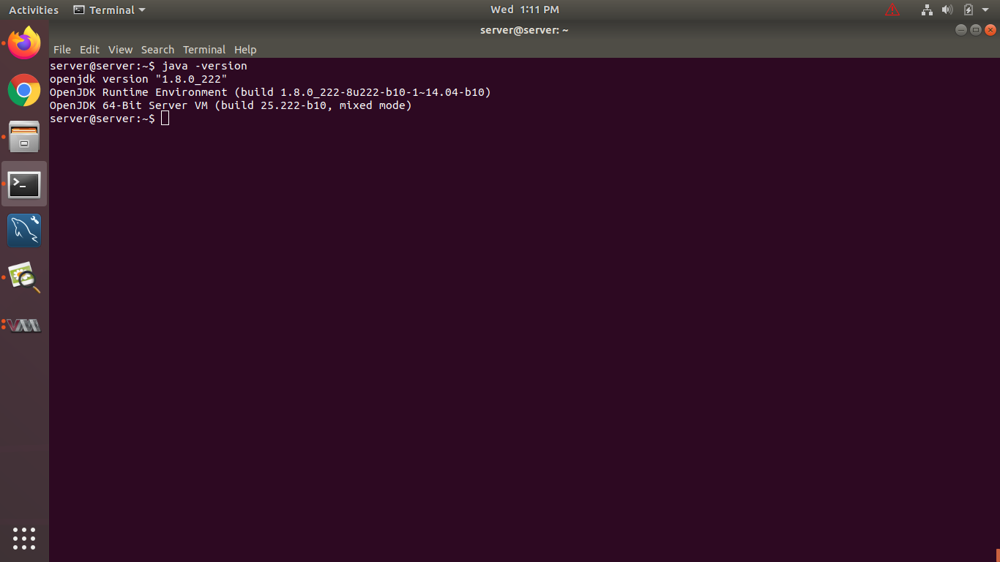 Activities Terminal Wed 1:11 PM
server@server: ~
File Edit View Search Terminal Help
server@server:~$ java -version
openjdk version "1.8.0_222"
OpenJDK Runtime Environment (build 1.8.0_222-8u222-b10-1~14.04-b10)
OpenJDK 64-Bit Server VM (build 25.222-b10, mixed mode)
server@server:~$
>_